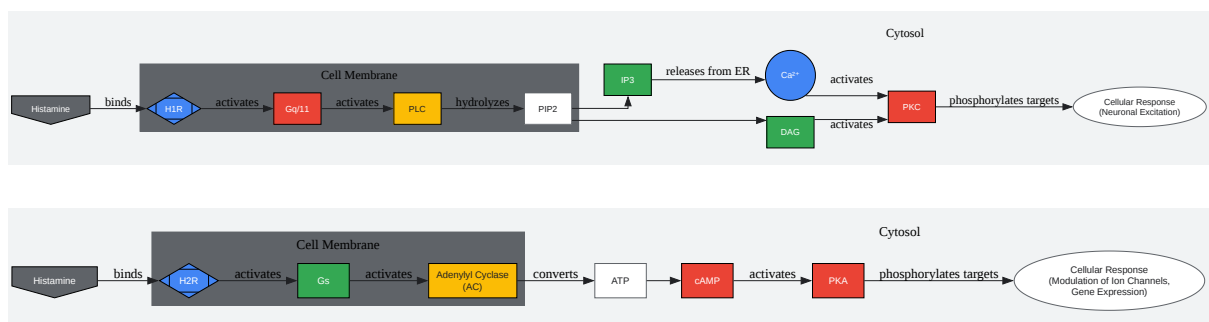 Cytosol
Cell Membrane
Histamine
binds
H1R
activates
Gq/11
activates
PLC
hydrolyzes
PIP2
IP3
releases from ER
Ca²⁺
activates
DAG
activates
PKC
phosphorylates targets
Cellular Response
(Neuronal Excitation)
Cytosol
Cell Membrane
Histamine
binds
H2R
activates
Gs
activates
Adenylyl Cyclase
(AC)
converts
ATP
cAMP
activates
PKA
phosphorylates targets
Cellular Response
(Modulation of Ion Channels,
Gene Expression)